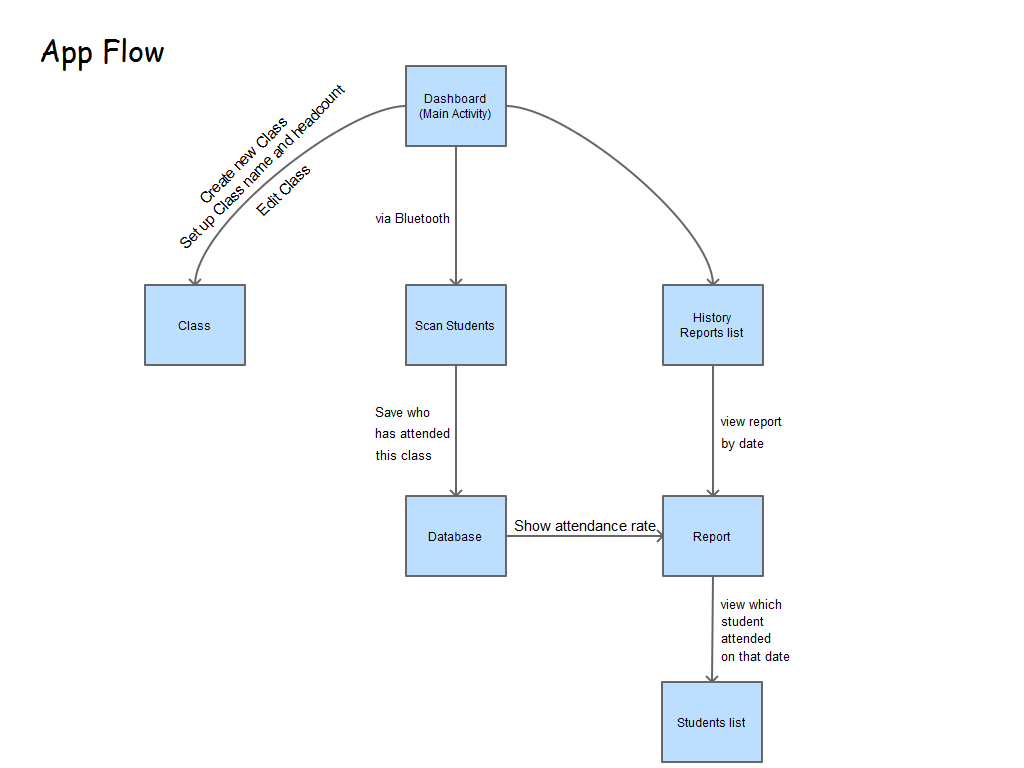 App Flow
Dashboard
(Main Activity)
Create new Class
Set up Class name and headcount
Edit Class
via Bluetooth
Class
Scan Students
History
Reports list
Save who
has attended
this class
view report
by date
Database
Show attendance rate
Report
view which
student
attended
on that date
Students list